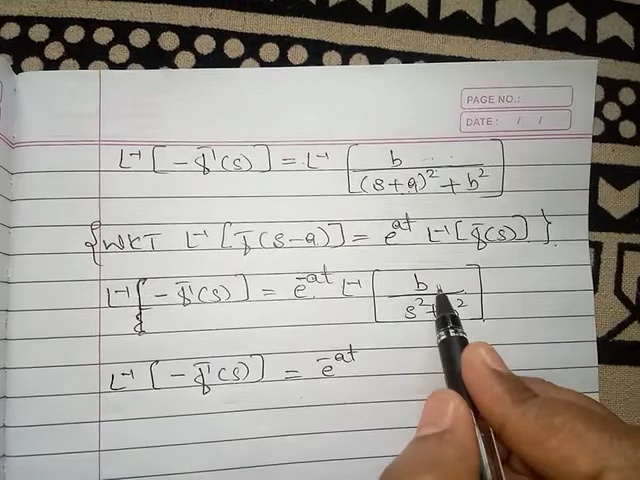 PAGE NO.:
DATE: / /
L⁻¹[-f̄'(s)] = L⁻¹[b/((s+a)²+b²)]
{WKT L⁻¹[f̄(s-a)] = e^{at} L⁻¹[f̄(s)]}.
L⁻¹[-f̄'(s)] = e^{-at} L⁻¹[b/(s²+b²)]
L⁻¹[-f̄'(s)] = e^{-at}